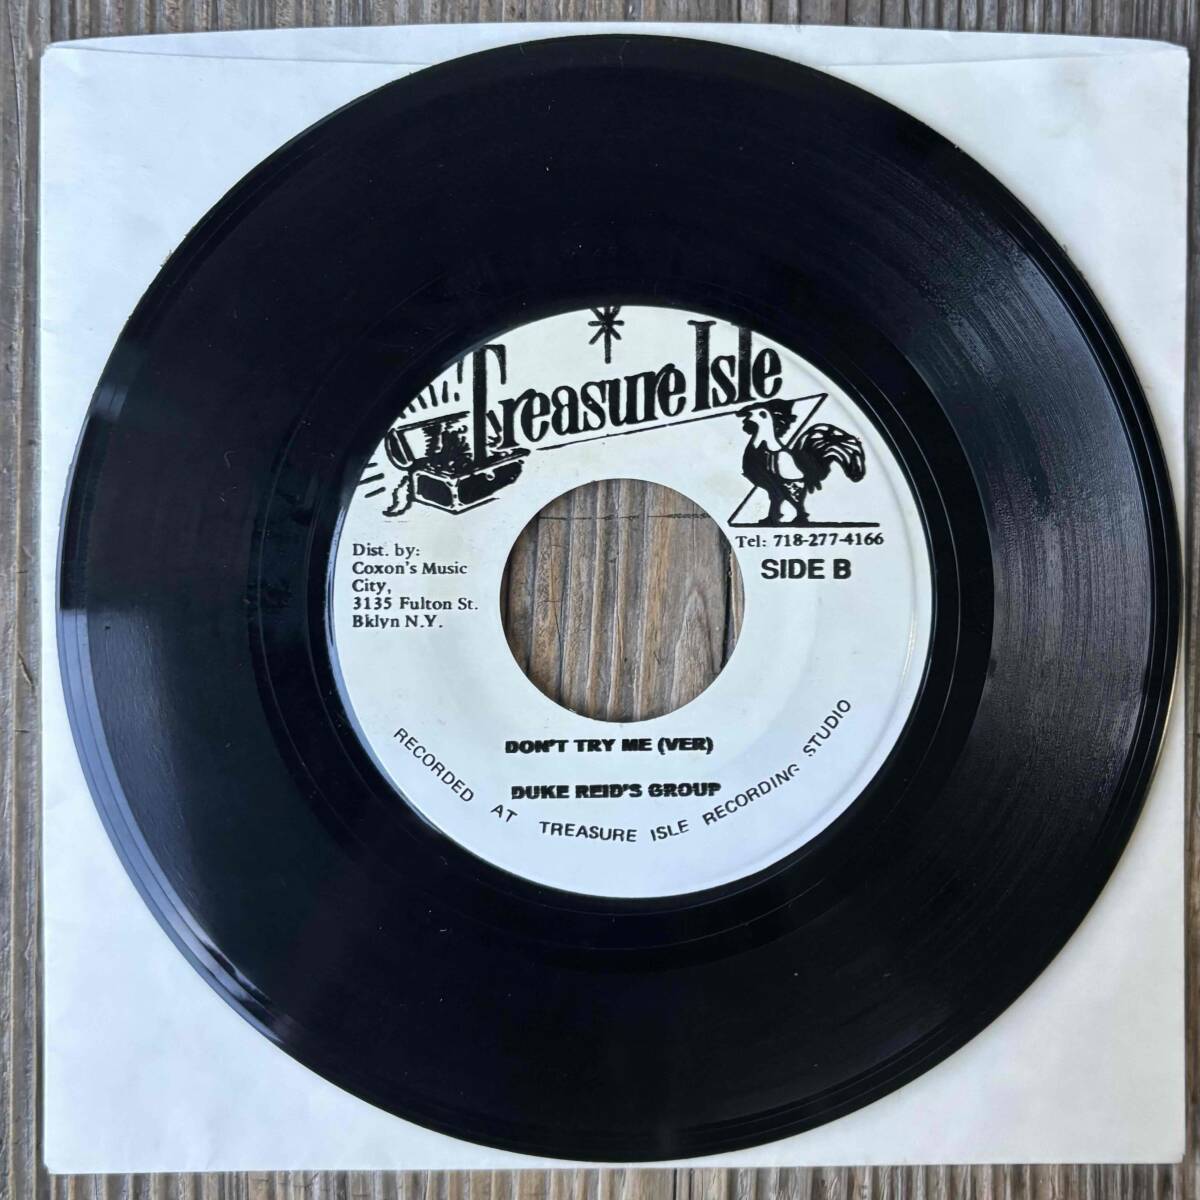 Treasure Isle
Dist. by:
Coxon's Music
City,
3135 Fulton St.
Bklyn N.Y.
Tel: 718-277-4166
SIDE B
DON'T TRY ME (VER)
DUKE REID'S GROUP
RECORDED AT TREASURE ISLE RECORDING STUDIO